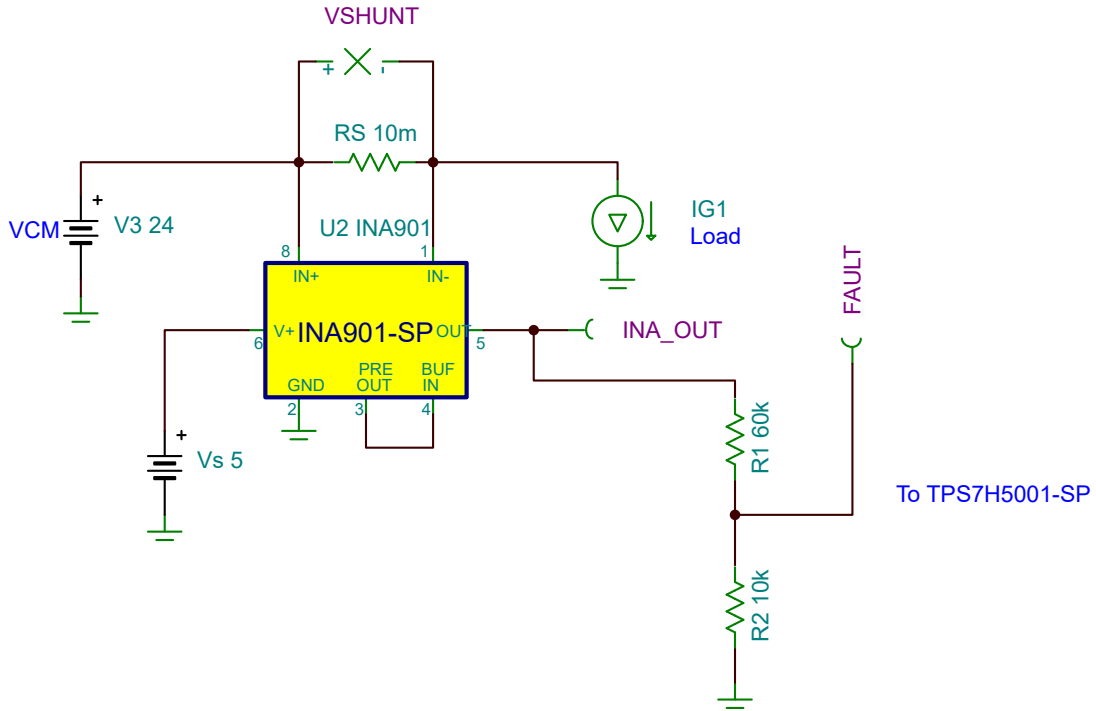 VSHUNT
+ -
RS 10m
+
VCM
V3 24
U2 INA901
IG1
Load
8
1
IN+
IN-
FAULT
V+
INA901-SP
OUT
INA_OUT
6
5
PRE
OUT
BUF
IN
GND
2
3
4
R1 60k
+
Vs 5
To TPS7H5001-SP
R2 10k